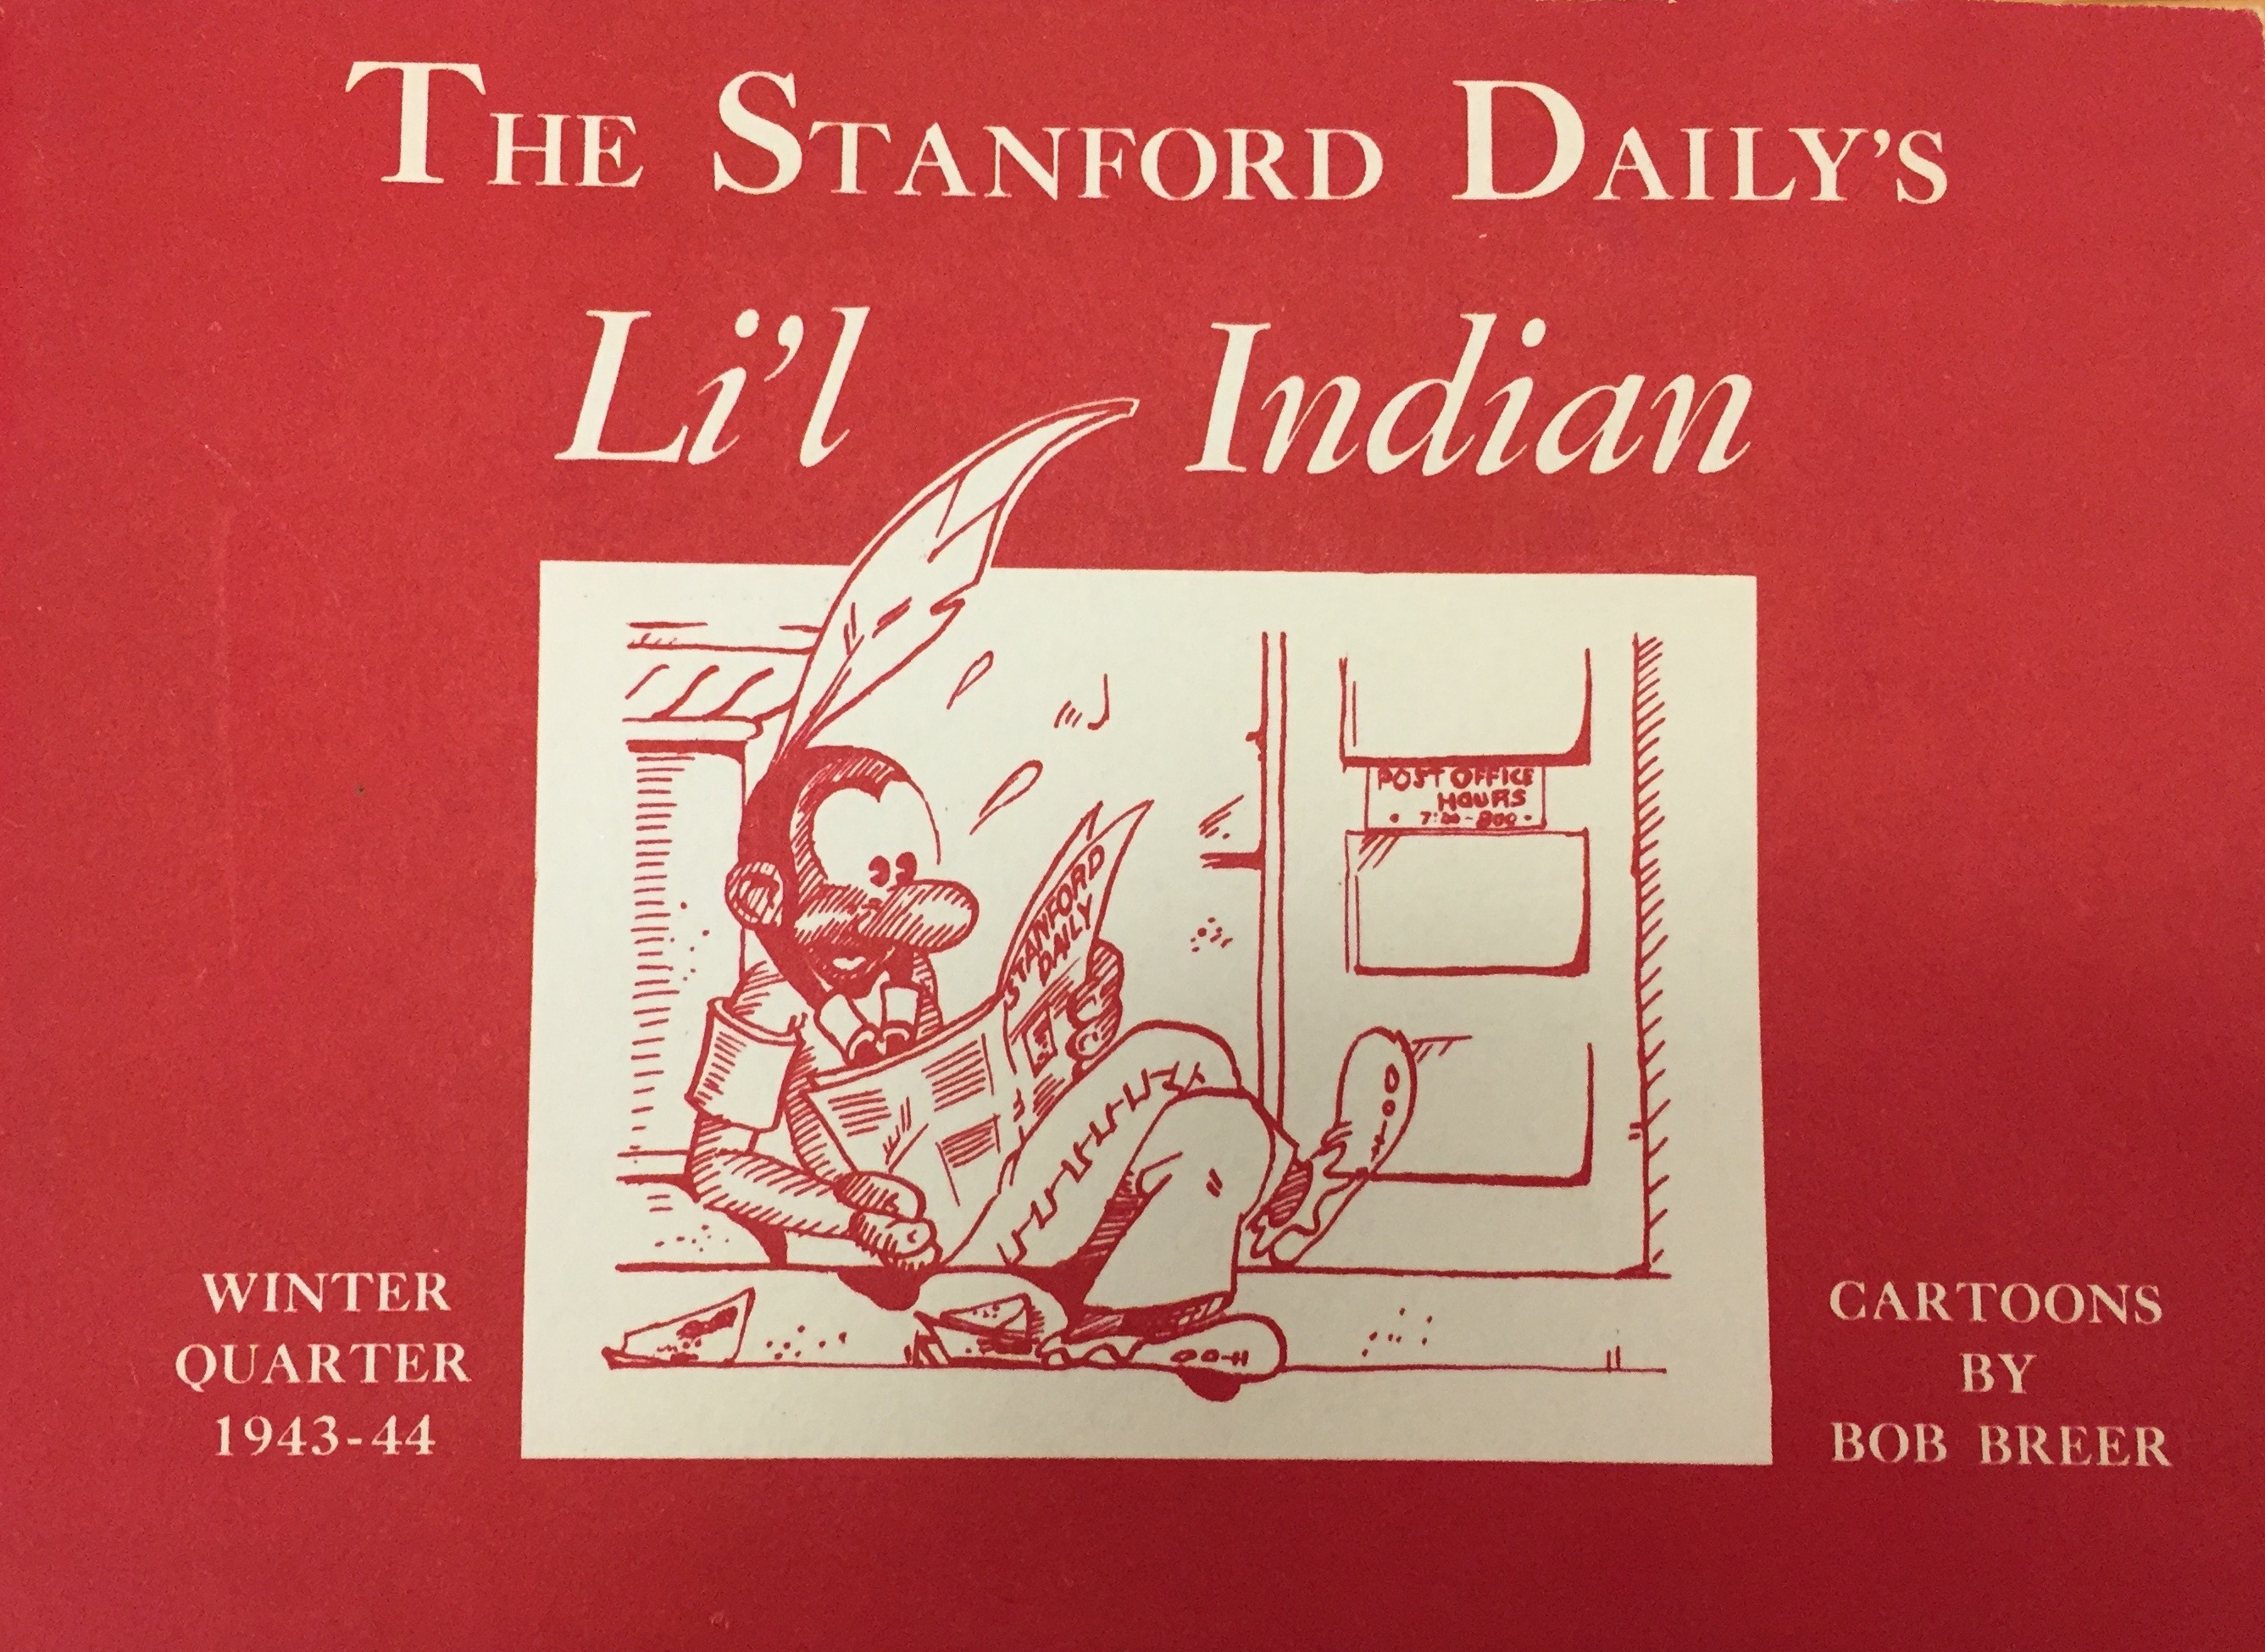 THE STANFORD DAILY'S
Li'l Indian
POST OFFICE
HOURS
STANFORD
DAILY
WINTER
QUARTER
1943-44
CARTOONS
BY
BOB BREER